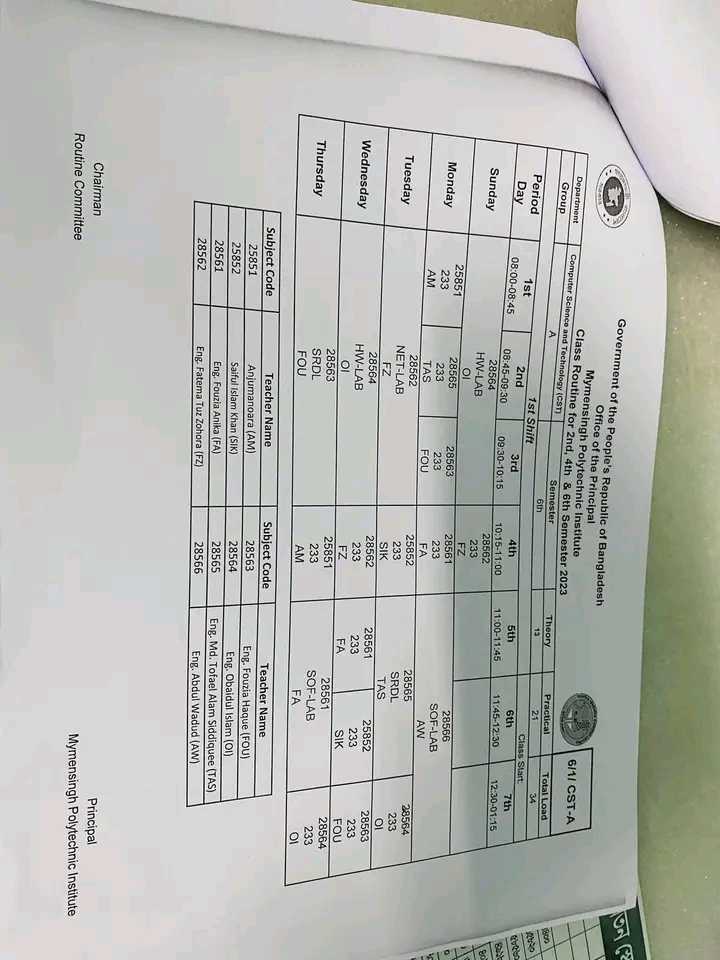 Government of the People's Republic of Bangladesh
Office of the Principal
Mymensingh Polytechnic Institute
Class Routine for 2nd, 4th & 6th Semester 2023
6/1/ CST-A
Department Computer Science and Technology (CST) Semester Theory Practical Total Load
Group A 6th 13 21 34
1st Shift Class Start:
Period 1st 2nd 3rd 4th 5th 6th 7th
Day 08:00-08:45 08:45-09:30 09:30-10:15 10:15-11:00 11:00-11:45 11:45-12:30 12:30-01:15
Sunday 28564 28562
HW-LAB 233
OI FZ
Monday 25851 28565 28563 28561 28566
233 233 233 233 SOF-LAB
AM TAS FOU FA AW
Tuesday 28562 25852 28565 28564
NET-LAB 233 SRDL 233
FZ SIK TAS OI
Wednesday 28564 28562 28561 25852 28563
HW-LAB 233 233 233 233
OI FZ FA SIK FOU
Thursday 28563 25851 28561 28564
SRDL 233 SOF-LAB 233
FOU AM FA OI
Subject Code Teacher Name Subject Code Teacher Name
25851 Anjumanoara (AM) 28563 Eng. Fouzia Haque (FOU)
25852 Saiful Islam Khan (SIK) 28564 Eng. Obaidul Islam (OI)
28561 Eng. Fouzia Anika (FA) 28565 Eng. Md. Tofael Alam Siddiquee (TAS)
28562 Eng. Fatema Tuz Zohora (FZ) 28566 Eng. Abdul Wadud (AW)
Chairman
Routine Committee
Principal
Mymensingh Polytechnic Institute